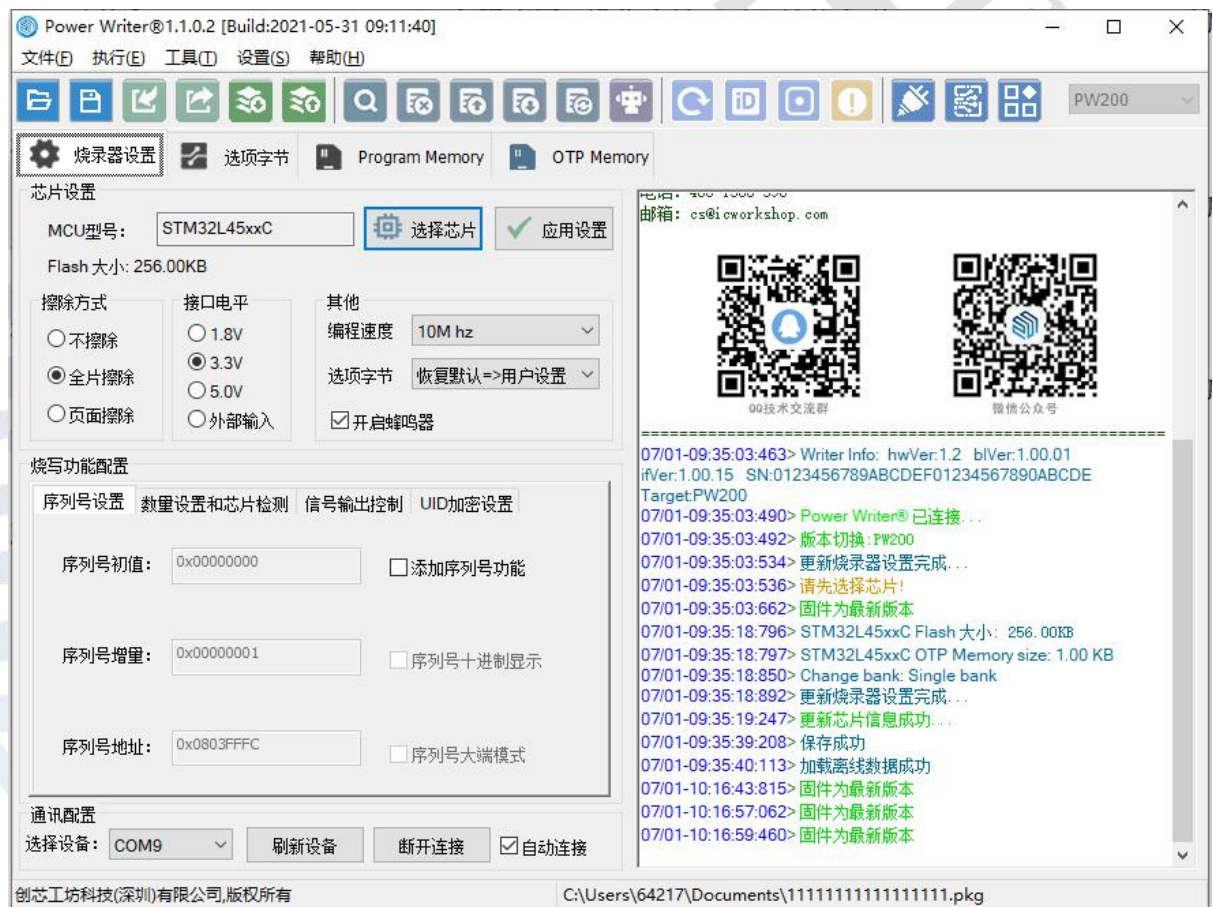 Power Writer®1.1.0.2 [Build:2021-05-31 09:11:40]
文件(F) 执行(E) 工具(T) 设置(S) 帮助(H)
iD
PW200
烧录器设置 选项字节 Program Memory OTP Memory
芯片设置
MCU型号: STM32L45xxC 选择芯片 应用设置
Flash 大小: 256.00KB
擦除方式
不擦除
全片擦除
页面擦除
接口电平
1.8V
3.3V
5.0V
外部输入
其他
编程速度 10M hz
选项字节 恢复默认=>用户设置
开启蜂鸣器
烧写功能配置
序列号设置 数量设置和芯片检测 信号输出控制 UID加密设置
序列号初值: 0x00000000 添加序列号功能
序列号增量: 0x00000001 序列号十进制显示
序列号地址: 0x0803FFFC 序列号大端模式
通讯配置
选择设备: COM9 刷新设备 断开连接 自动连接
邮箱: cs@icworkshop.com
QQ技术交流群 微信公众号
======================================================
07/01-09:35:03:463> Writer Info: hwVer:1.2 blVer:1.00.01
ifVer:1.00.15 SN:0123456789ABCDEF01234567890ABCDE
Target:PW200
07/01-09:35:03:490> Power Writer® 已连接...
07/01-09:35:03:492> 版本切换:PW200
07/01-09:35:03:534> 更新烧录器设置完成...
07/01-09:35:03:536> 请先选择芯片!
07/01-09:35:03:662> 固件为最新版本
07/01-09:35:18:796> STM32L45xxC Flash 大小: 256.00KB
07/01-09:35:18:797> STM32L45xxC OTP Memory size: 1.00 KB
07/01-09:35:18:850> Change bank: Single bank
07/01-09:35:18:892> 更新烧录器设置完成...
07/01-09:35:19:247> 更新芯片信息成功...
07/01-09:35:39:208> 保存成功
07/01-09:35:40:113> 加载离线数据成功
07/01-10:16:43:815> 固件为最新版本
07/01-10:16:57:062> 固件为最新版本
07/01-10:16:59:460> 固件为最新版本
创芯工坊科技(深圳)有限公司,版权所有 C:\Users\64217\Documents\11111111111111111.pkg